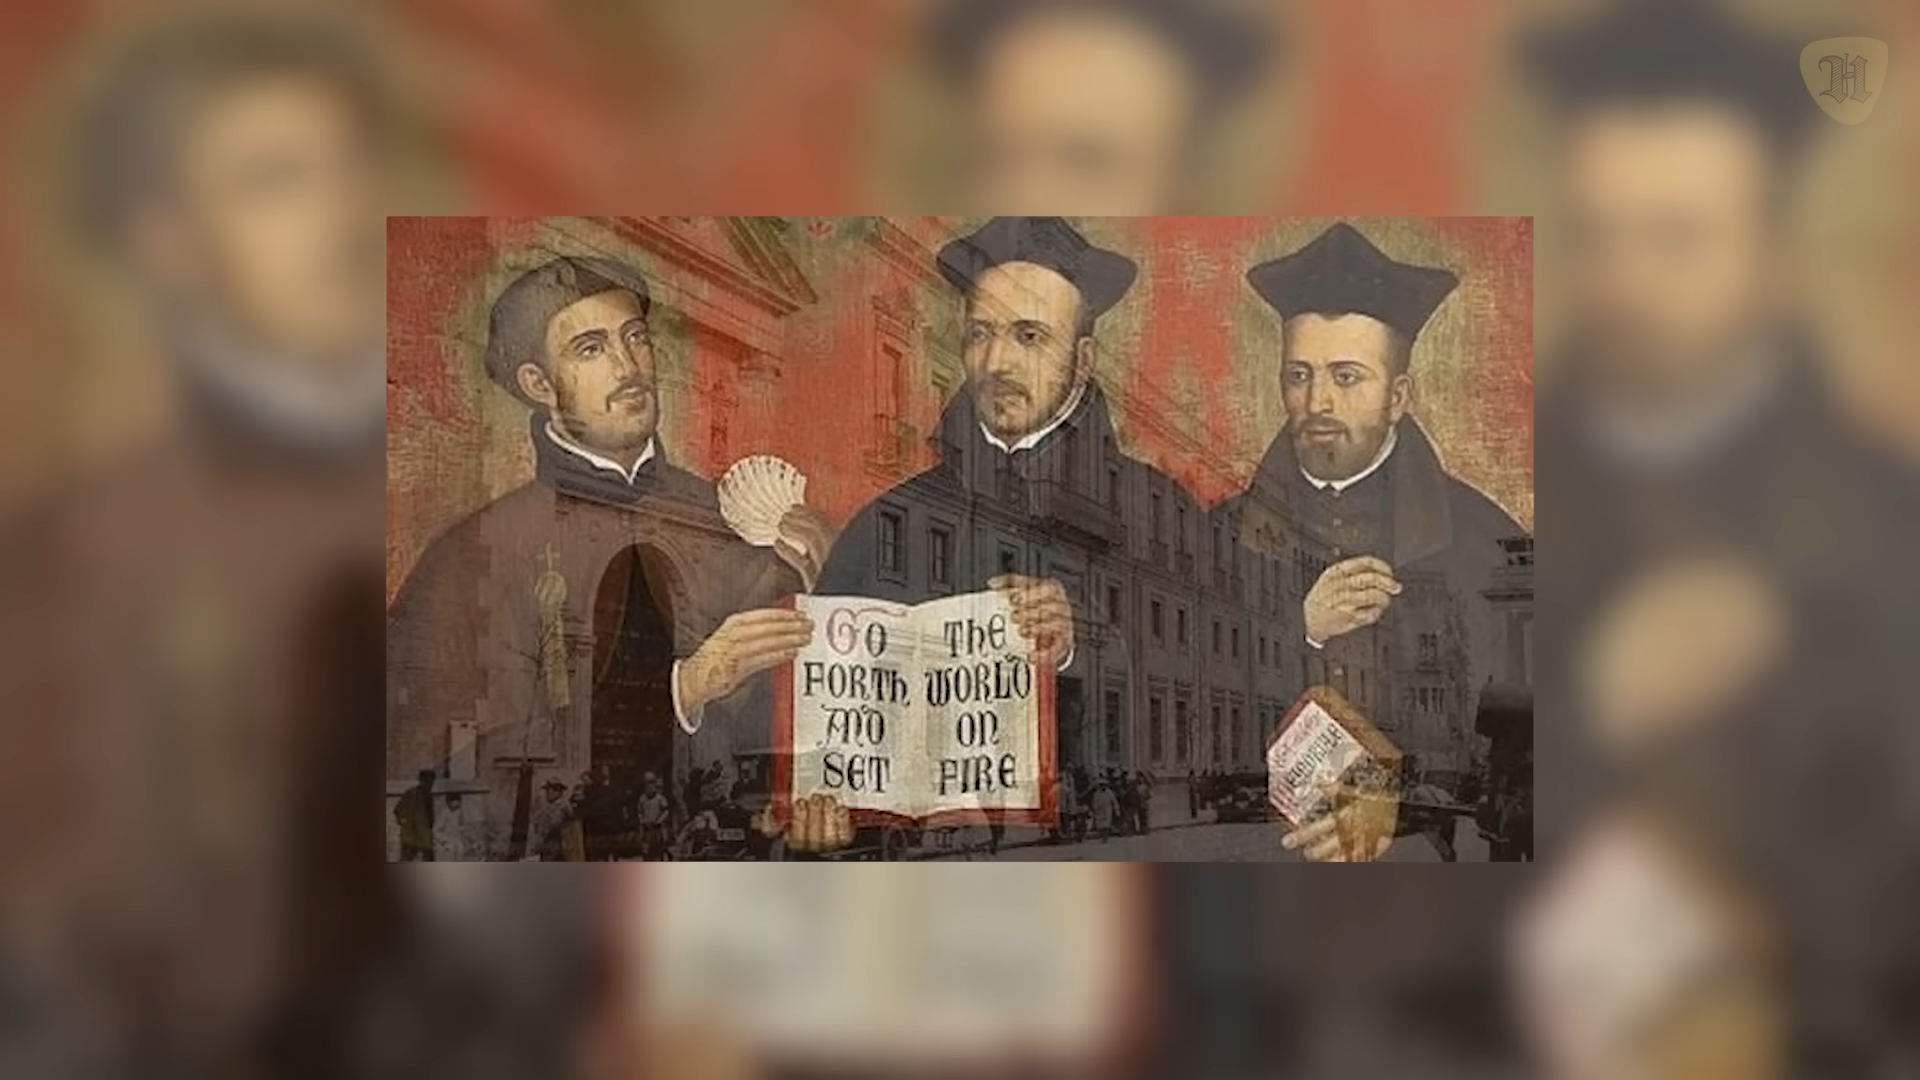 GO
FORTH
AND
SET
THE
WORLD
ON
FIRE
H